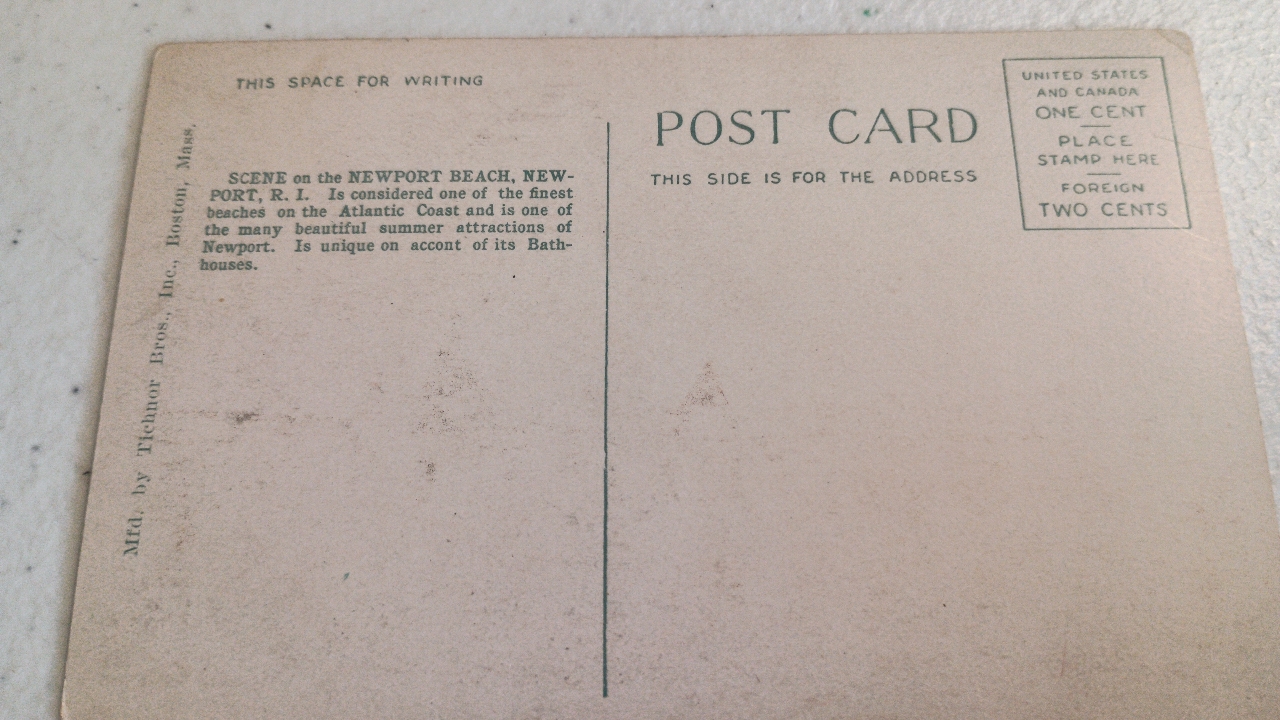 THIS SPACE FOR WRITING
SCENE on the NEWPORT BEACH, NEW-
PORT, R. I. Is considered one of the finest
beaches on the Atlantic Coast and is one of
the many beautiful summer attractions of
Newport. Is unique on accont of its Bath-
houses.
Mfd. by Tichnor Bros., Inc., Boston, Mass.
POST CARD
THIS SIDE IS FOR THE ADDRESS
UNITED STATES
AND CANADA
ONE CENT
PLACE
STAMP HERE
FOREIGN
TWO CENTS